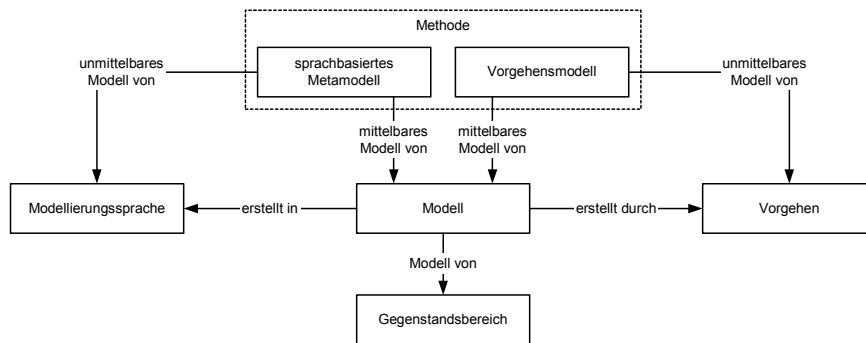 Methode
unmittelbares
Modell von
sprachbasiertes
Metamodell
Vorgehensmodell
unmittelbares
Modell von
mittelbares
Modell von
mittelbares
Modell von
Modellierungssprache
erstellt in
Modell
erstellt durch
Vorgehen
Modell von
Gegenstandsbereich